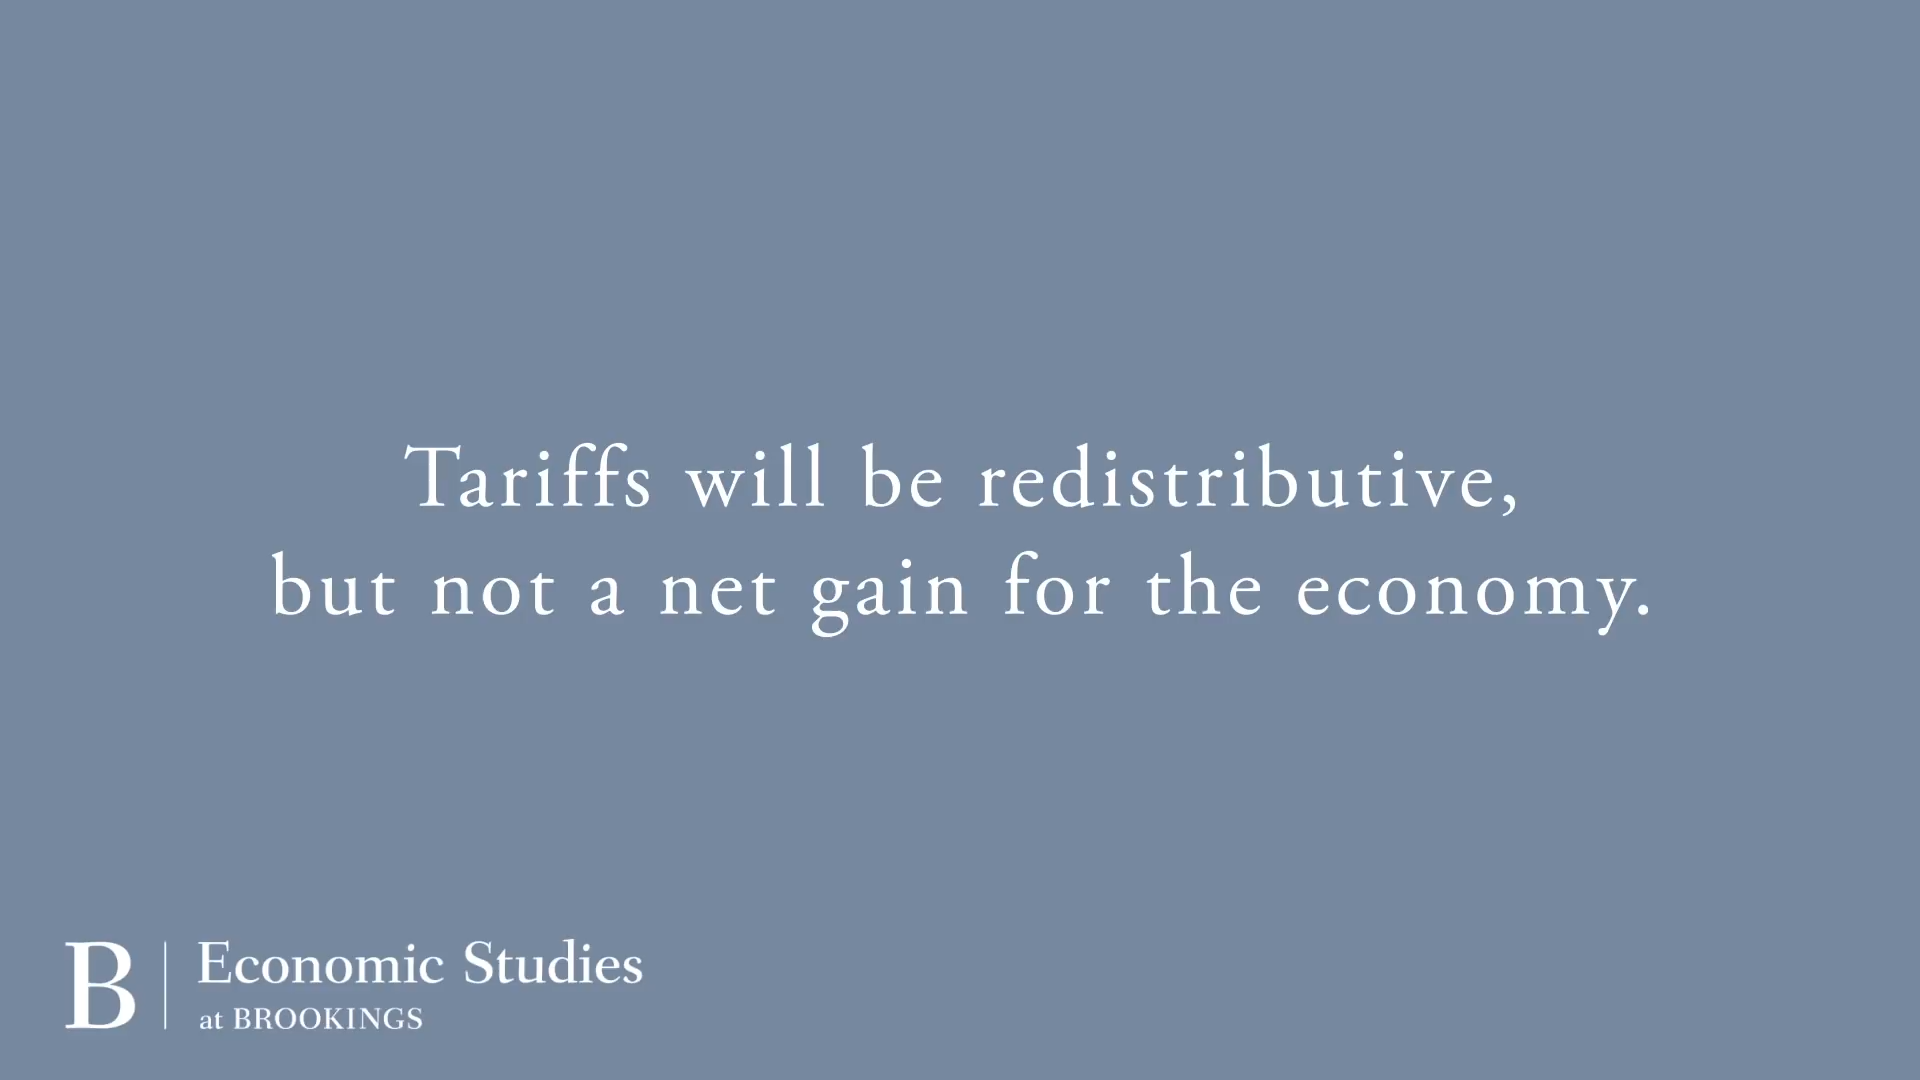 Tariffs will be redistributive,
but not a net gain for the economy.
B
Economic Studies
at BROOKINGS